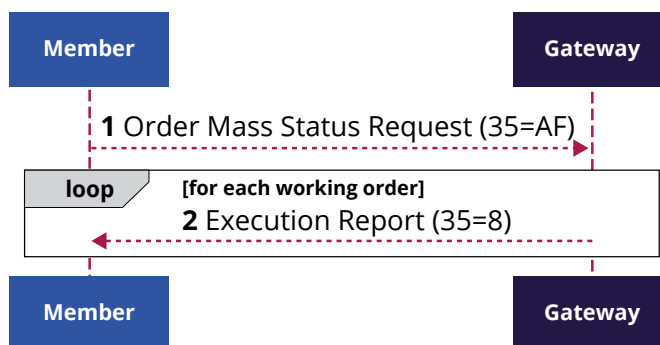 Member
Gateway
1 Order Mass Status Request (35=AF)
loop
[for each working order]
2 Execution Report (35=8)
Member
Gateway